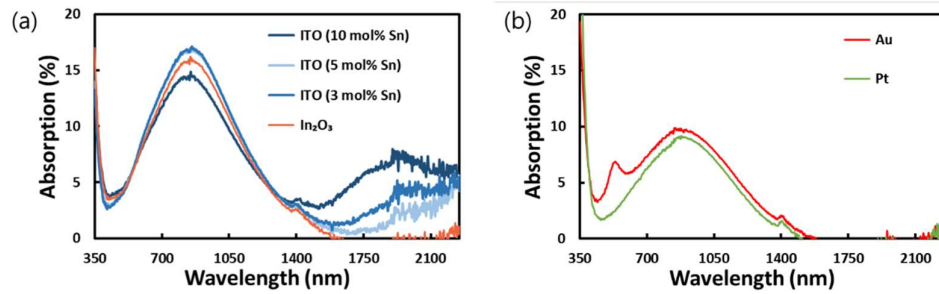 (a)
Absorption (%)
20
15
10
5
0
350 700 1050 1400 1750 2100
Wavelength (nm)
ITO (10 mol% Sn)
ITO (5 mol% Sn)
ITO (3 mol% Sn)
In₂O₃
(b)
Absorption (%)
20
15
10
5
0
350 700 1050 1400 1750 2100
Wavelength (nm)
Au
Pt